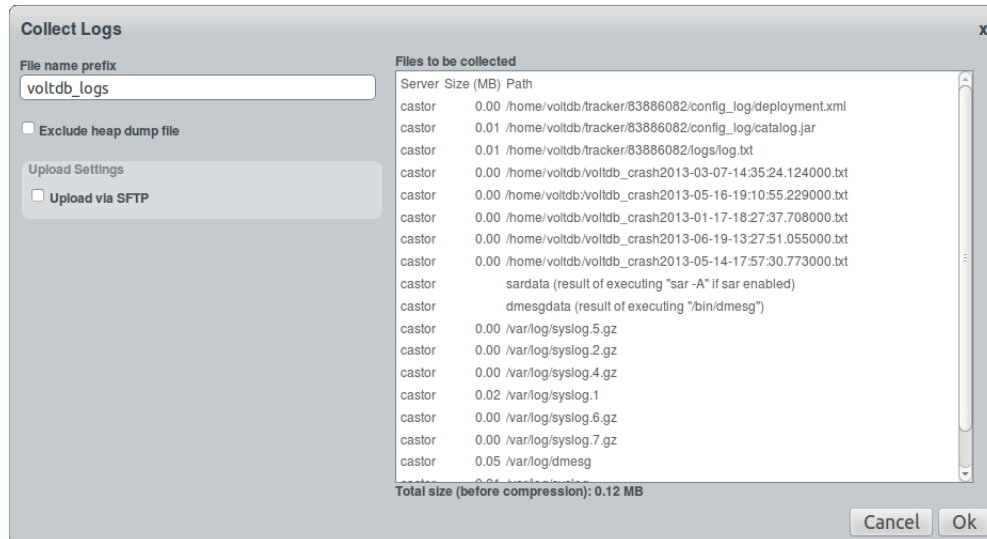 Collect Logs
x
File name prefix
voltdb_logs
Exclude heap dump file
Upload Settings
Upload via SFTP
Files to be collected
Server Size (MB) Path
castor 0.00 /home/voltdb/tracker/83886082/config_log/deployment.xml
castor 0.01 /home/voltdb/tracker/83886082/config_log/catalog.jar
castor 0.01 /home/voltdb/tracker/83886082/logs/log.txt
castor 0.00 /home/voltdb/voltdb_crash2013-03-07-14:35:24.124000.txt
castor 0.00 /home/voltdb/voltdb_crash2013-05-16-19:10:55.229000.txt
castor 0.00 /home/voltdb/voltdb_crash2013-01-17-18:27:37.708000.txt
castor 0.00 /home/voltdb/voltdb_crash2013-06-19-13:27:51.055000.txt
castor 0.00 /home/voltdb/voltdb_crash2013-05-14-17:57:30.773000.txt
castor sardata (result of executing "sar -A" if sar enabled)
castor dmesgdata (result of executing "/bin/dmesg")
castor 0.00 /var/log/syslog.5.gz
castor 0.00 /var/log/syslog.2.gz
castor 0.00 /var/log/syslog.4.gz
castor 0.02 /var/log/syslog.1
castor 0.00 /var/log/syslog.6.gz
castor 0.00 /var/log/syslog.7.gz
castor 0.05 /var/log/dmesg
Total size (before compression): 0.12 MB
Cancel Ok